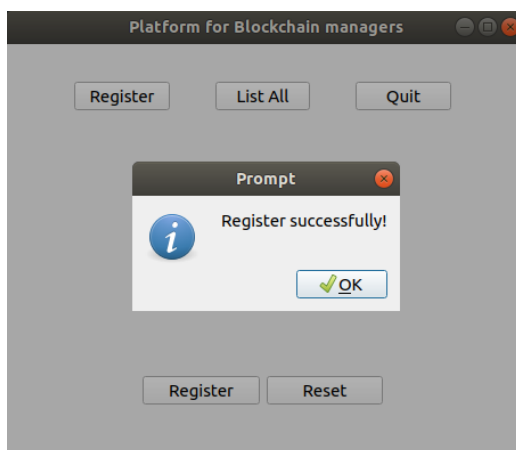 Platform for Blockchain managers
Register List All Quit
Prompt
i
Register successfully!
OK
Register Reset